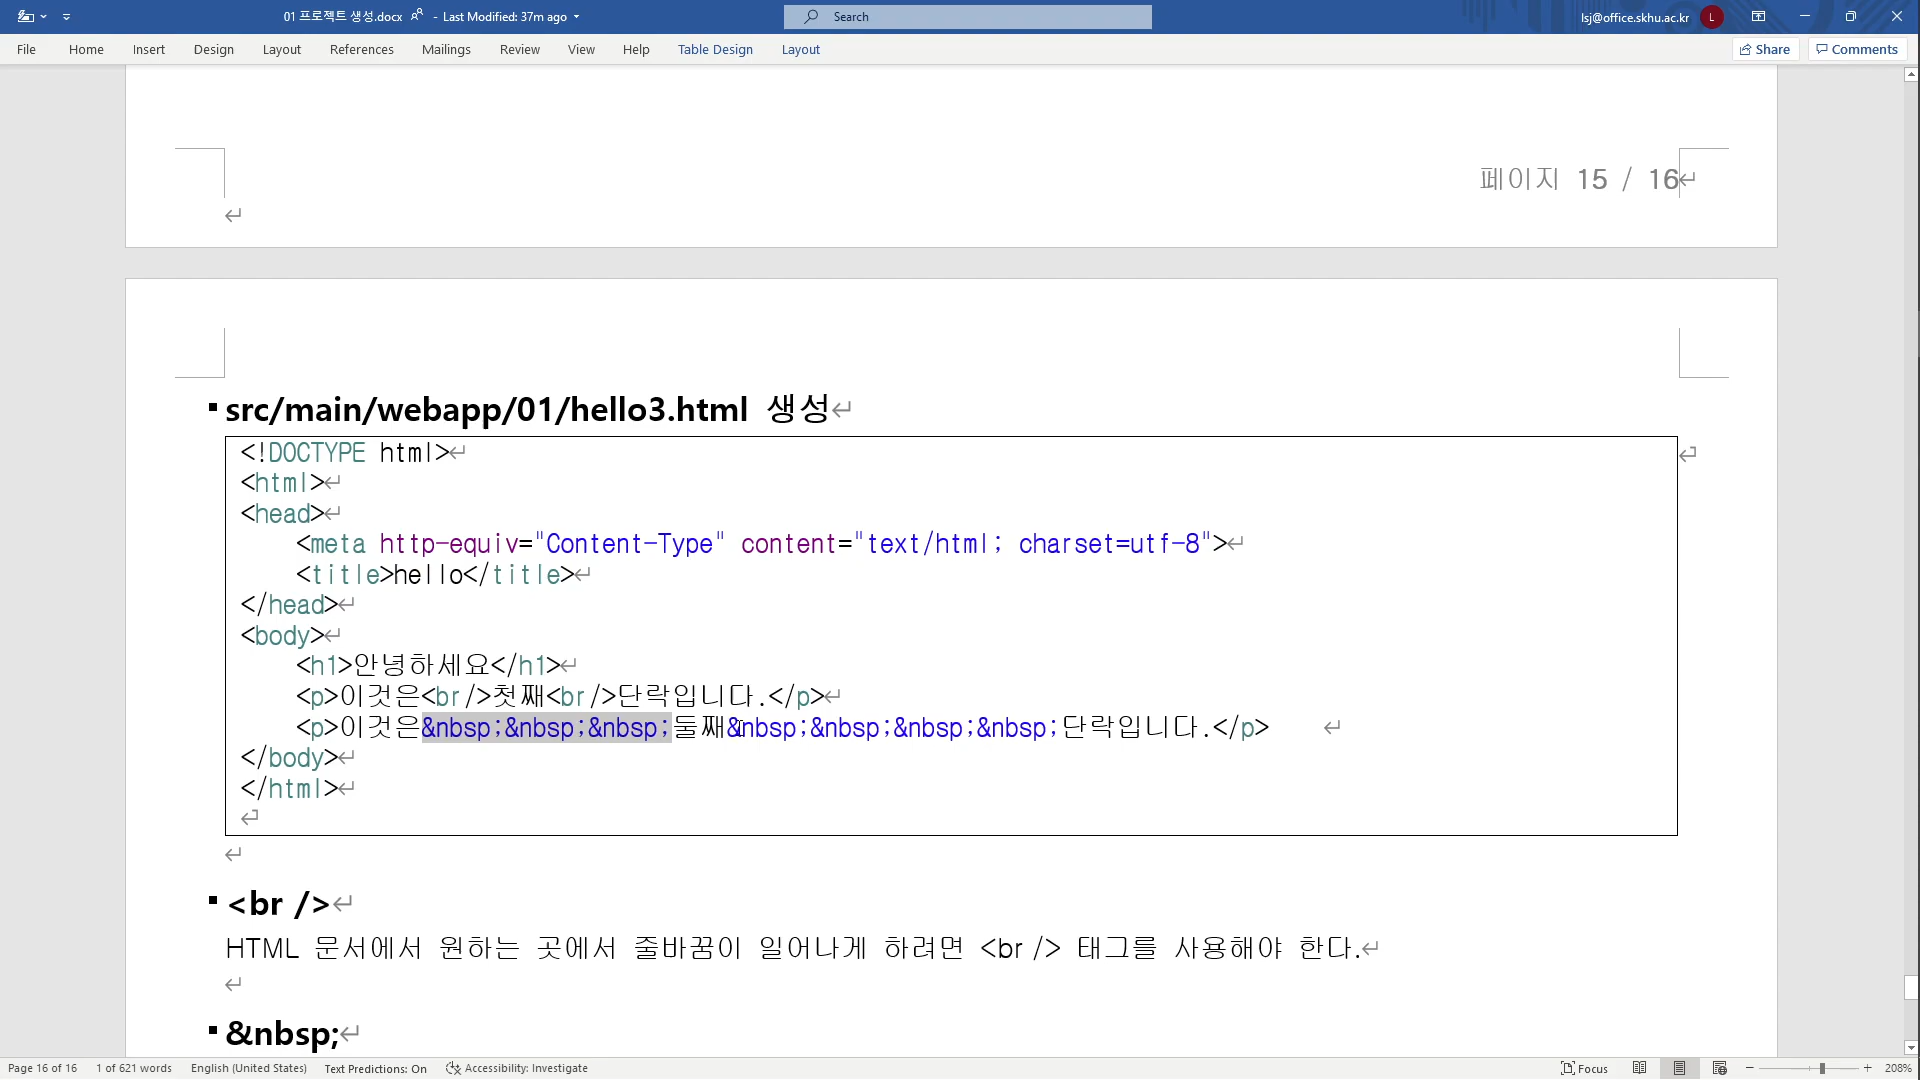 01 프로젝트 생성.docx - Last Modified: 37m ago
Search
lsj@office.skhu.ac.kr L
File Home Insert Design Layout References Mailings Review View Help Table Design Layout Share Comments
페이지 15 / 16
src/main/webapp/01/hello3.html 생성
<!DOCTYPE html>
<html>
<head>
<meta http-equiv="Content-Type" content="text/html; charset=utf-8">
<title>hello</title>
</head>
<body>
<h1>안녕하세요</h1>
<p>이것은<br/>첫째<br/>단락입니다.</p>
<p>이것은&nbsp;&nbsp;&nbsp;둘째&nbsp;&nbsp;&nbsp;&nbsp;단락입니다.</p>
</body>
</html>
<br />
HTML 문서에서 원하는 곳에서 줄바꿈이 일어나게 하려면 <br /> 태그를 사용해야 한다.
&nbsp;
Page 16 of 16 1 of 621 words English (United States) Text Predictions: On Accessibility: Investigate Focus 208%